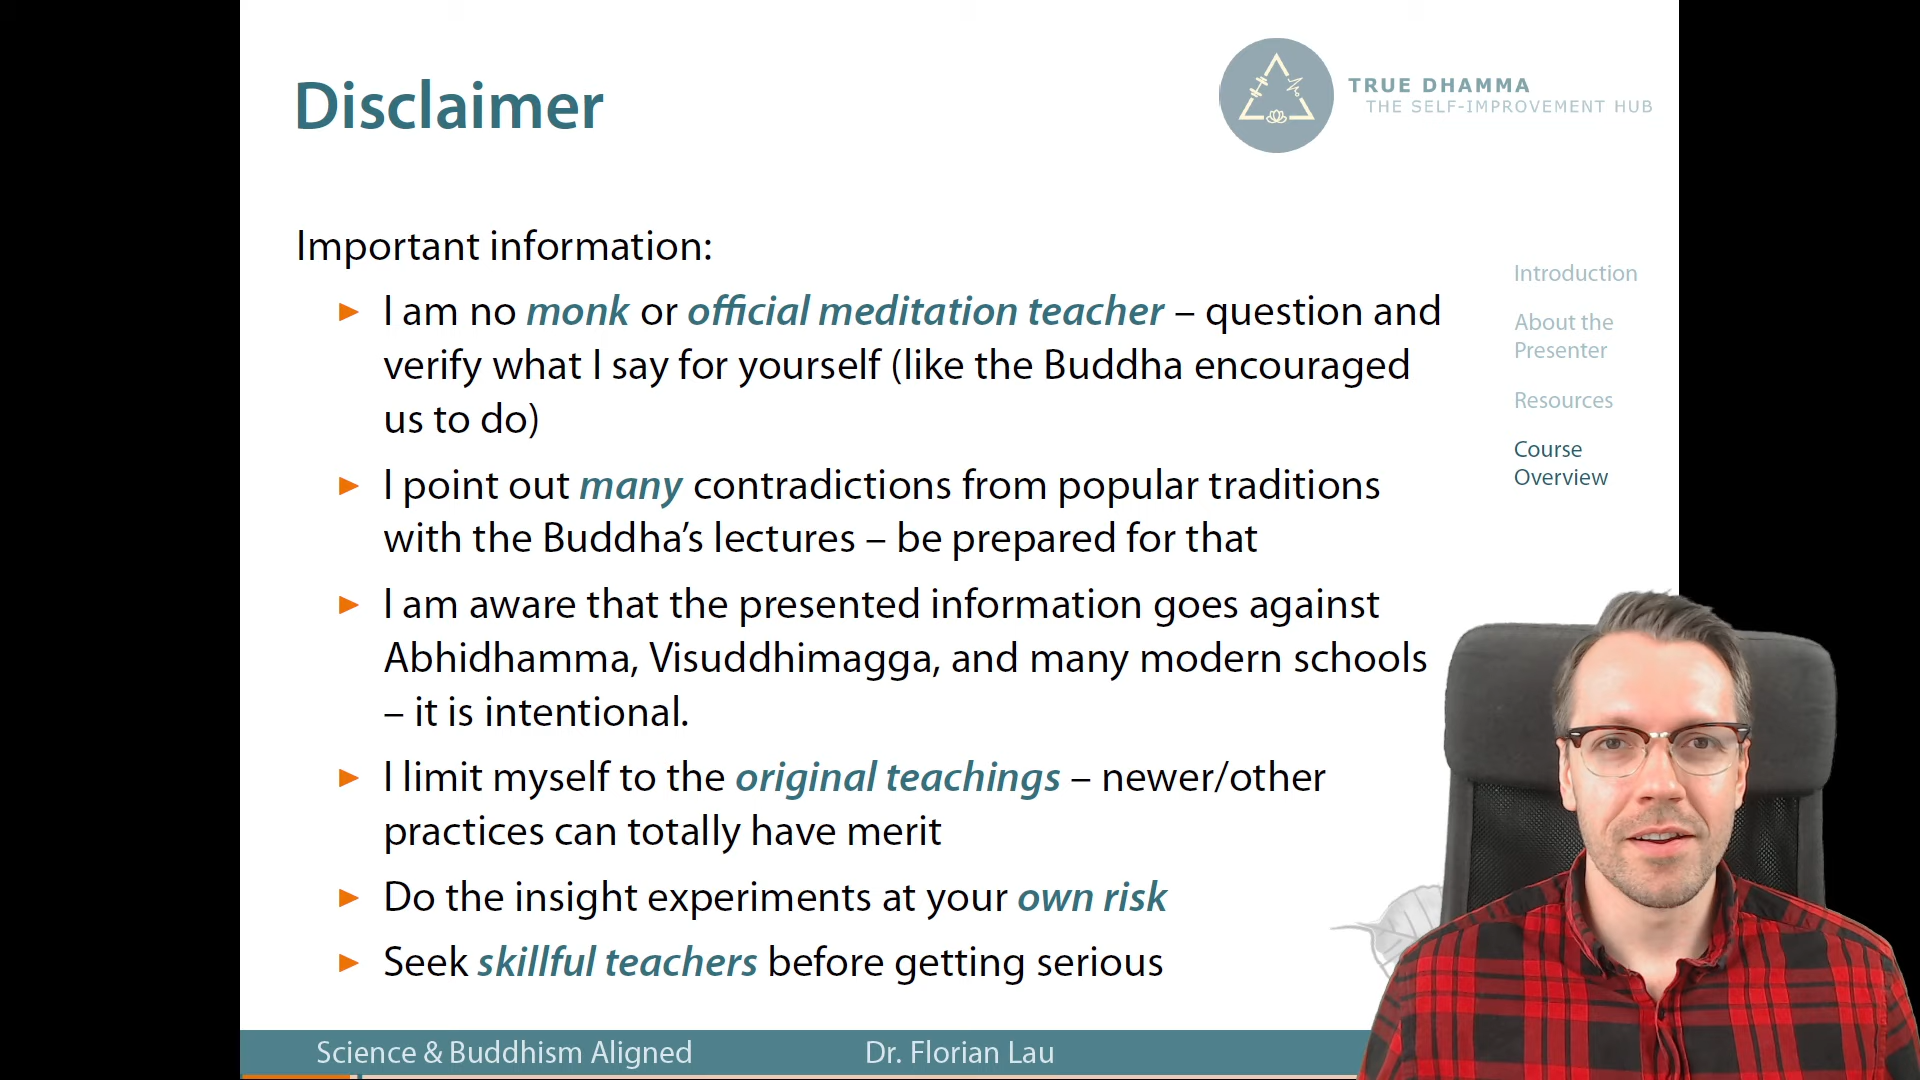 Disclaimer
TRUE DHAMMA
THE SELF-IMPROVEMENT HUB
Important information:
I am no monk or official meditation teacher – question and
verify what I say for yourself (like the Buddha encouraged
us to do)
I point out many contradictions from popular traditions
with the Buddha’s lectures – be prepared for that
I am aware that the presented information goes against
Abhidhamma, Visuddhimagga, and many modern schools
– it is intentional.
I limit myself to the original teachings – newer/other
practices can totally have merit
Do the insight experiments at your own risk
Seek skillful teachers before getting serious
Introduction
About the
Presenter
Resources
Course
Overview
Science & Buddhism Aligned
Dr. Florian Lau